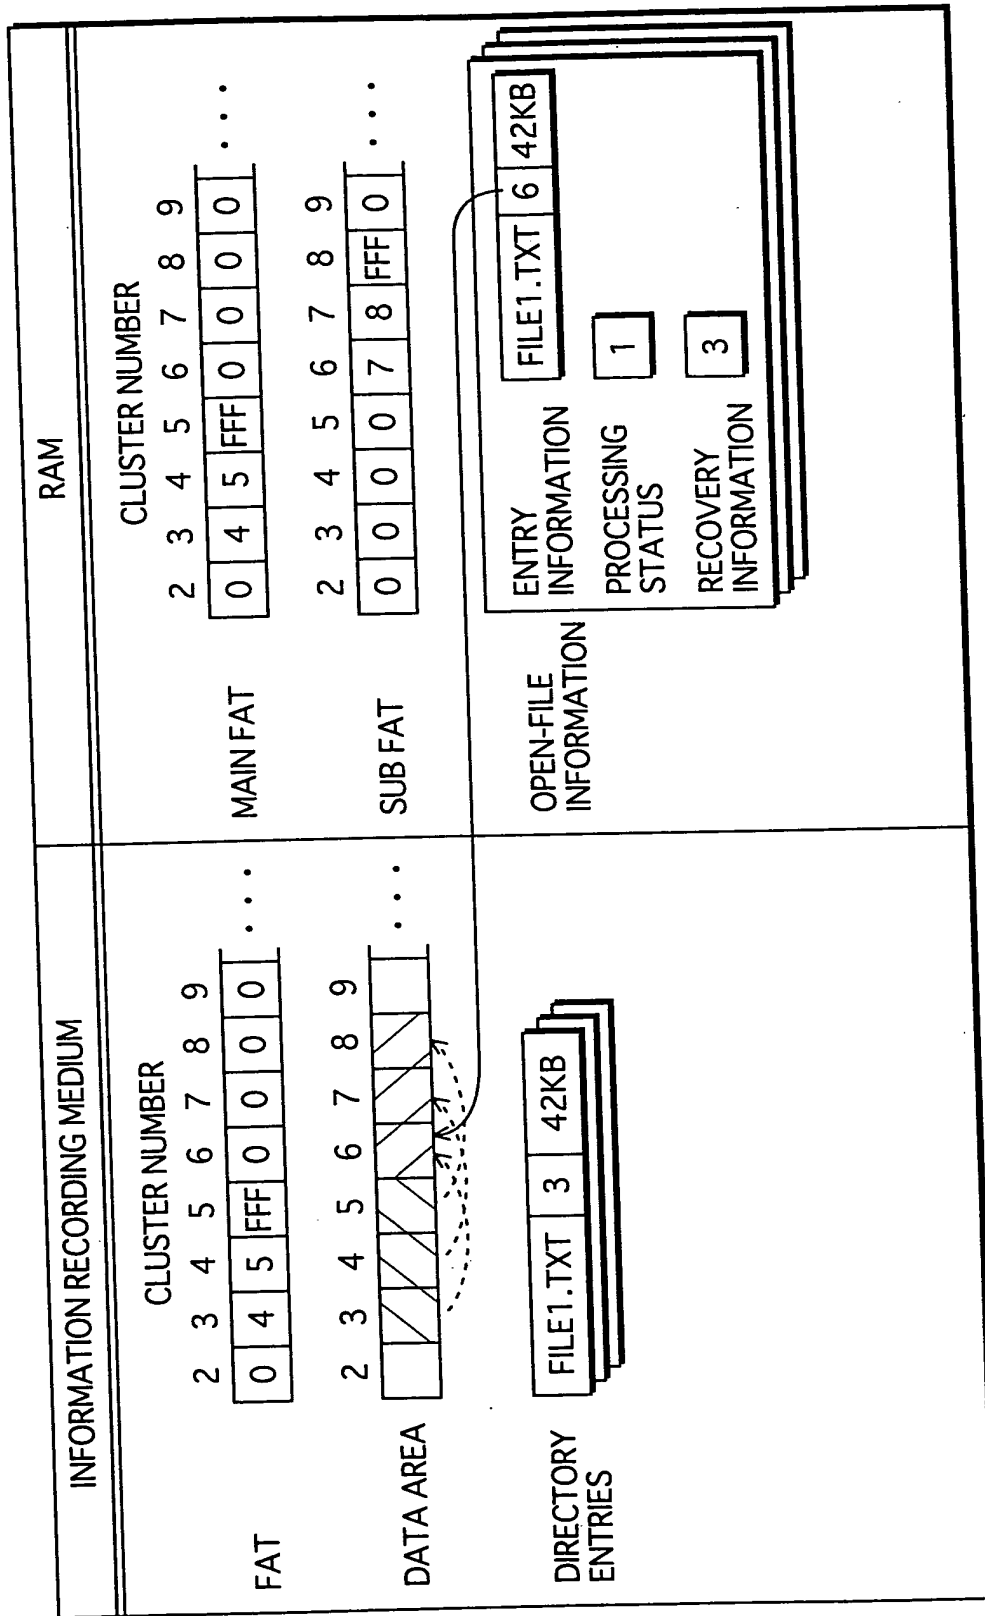 INFORMATION RECORDING MEDIUM
CLUSTER NUMBER
2 3 4 5 6 7 8 9
FAT 0 4 5 FFF 0 0 0 0 ...
2 3 4 5 6 7 8 9
DATA AREA ...
DIRECTORY
ENTRIES
FILE1.TXT 3 42KB
RAM
CLUSTER NUMBER
2 3 4 5 6 7 8 9
MAIN FAT 0 4 5 FFF 0 0 0 0 ...
2 3 4 5 6 7 8 9
SUB FAT 0 0 0 0 7 8 FFF 0 ...
OPEN-FILE
INFORMATION
ENTRY
INFORMATION
FILE1.TXT 6 42KB
PROCESSING
STATUS
1
RECOVERY
INFORMATION
3